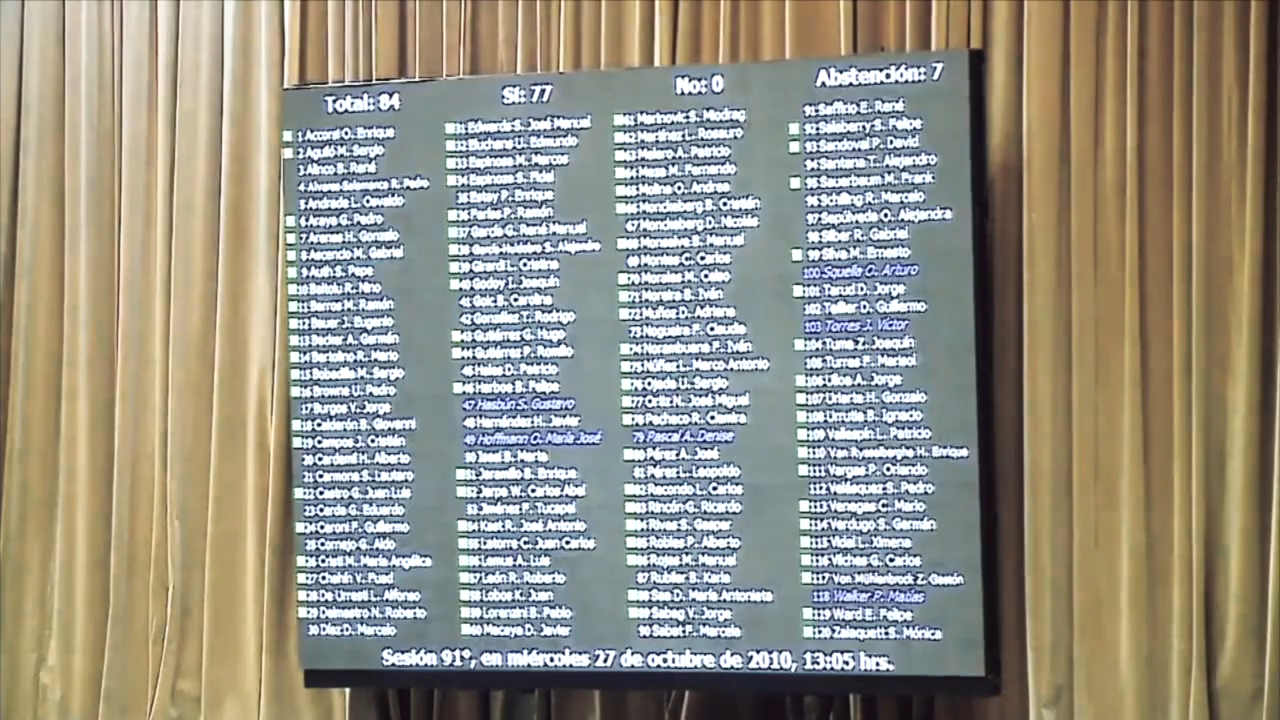 Total: 84
Sí: 77
No: 0
Abstención: 7
1 Accorsi O. Enrique
2 Aguiló M. Sergio
3 Alinco B. René
4 Alvarez-Salamanca R. Pedro
5 Andrade L. Osvaldo
6 Araya G. Pedro
7 Arenas H. Gonzalo
8 Ascencio M. Gabriel
9 Auth S. Pepe
10 Baltolu R. Nino
11 Barros M. Ramón
12 Bauer J. Eugenio
13 Becker A. Germán
14 Bertolino R. Mario
15 Bobadilla M. Sergio
16 Browne U. Pedro
17 Burgos V. Jorge
18 Calderón B. Giovanni
19 Campos J. Cristián
20 Cardemil H. Alberto
21 Carmona S. Lautaro
22 Castro G. Juan Luis
23 Cerda G. Eduardo
24 Ceroni F. Guillermo
25 Cornejo G. Aldo
26 Cristi M. María Angélica
27 Chahín V. Fuad
28 De Urresti L. Alfonso
29 Delmastro N. Roberto
30 Díaz D. Marcelo
31 Edwards S. José Manuel
32 Eluchans U. Edmundo
33 Espinosa M. Marcos
34 Espinoza S. Fidel
35 Estay P. Enrique
36 Farías P. Ramón
37 García G. René Manuel
38 García-Huidobro S. Alejandro
39 Girardi L. Cristina
40 Godoy I. Joaquín
41 Goic B. Carolina
42 González T. Rodrigo
43 Gutiérrez G. Hugo
44 Gutiérrez P. Romilio
45 Hales D. Patricio
46 Harboe B. Felipe
47 Hasbún S. Gustavo
48 Hernández H. Javier
49 Hoffmann O. María José
50 Isasi B. Marta
51 Jaramillo B. Enrique
52 Jarpa W. Carlos Abel
53 Jiménez F. Tucapel
54 Kast R. José Antonio
55 Latorre C. Juan Carlos
56 Lemus A. Luis
57 León R. Roberto
58 Lobos K. Juan
59 Lorenzini B. Pablo
60 Macaya D. Javier
61 Marinovic S. Miodrag
62 Martínez L. Rosauro
63 Melero A. Patricio
64 Meza M. Fernando
65 Molina O. Andrea
66 Monckeberg B. Cristián
67 Monckeberg D. Nicolás
68 Monsalve B. Manuel
69 Montes C. Carlos
70 Morales M. Celso
71 Moreira B. Iván
72 Muñoz D. Adriana
73 Nogueira F. Claudia
74 Norambuena F. Iván
75 Núñez L. Marco Antonio
76 Ojeda U. Sergio
77 Ortiz N. José Miguel
78 Pacheco R. Clemira
79 Pascal A. Denise
80 Pérez A. José
81 Pérez L. Leopoldo
82 Recondo L. Carlos
83 Rincón G. Ricardo
84 Rivas S. Gaspar
85 Robles P. Alberto
86 Rojas M. Manuel
87 Rubilar B. Karla
88 Saa D. María Antonieta
89 Sabag V. Jorge
90 Sabat F. Marcela
91 Saffirio E. René
92 Salaberry S. Felipe
93 Sandoval P. David
94 Santana T. Alejandro
95 Sauerbaum M. Frank
96 Schilling R. Marcelo
97 Sepúlveda O. Alejandra
98 Silber R. Gabriel
99 Silva M. Ernesto
100 Squella O. Arturo
101 Tarud D. Jorge
102 Teillier D. Guillermo
103 Torres J. Víctor
104 Tuma Z. Joaquín
105 Turres F. Marisol
106 Ulloa A. Jorge
107 Uriarte H. Gonzalo
108 Urrutia B. Ignacio
109 Vallespín L. Patricio
110 Van Rysselberghe H. Enrique
111 Vargas P. Orlando
112 Velásquez S. Pedro
113 Venegas C. Mario
114 Verdugo S. Germán
115 Vidal L. Ximena
116 Vilches G. Carlos
117 Von Mühlenbrock Z. Gastón
118 Walker P. Matías
119 Ward E. Felipe
120 Zalaquett S. Mónica
Sesión 91°, en miércoles 27 de octubre de 2010, 13:05 hrs.